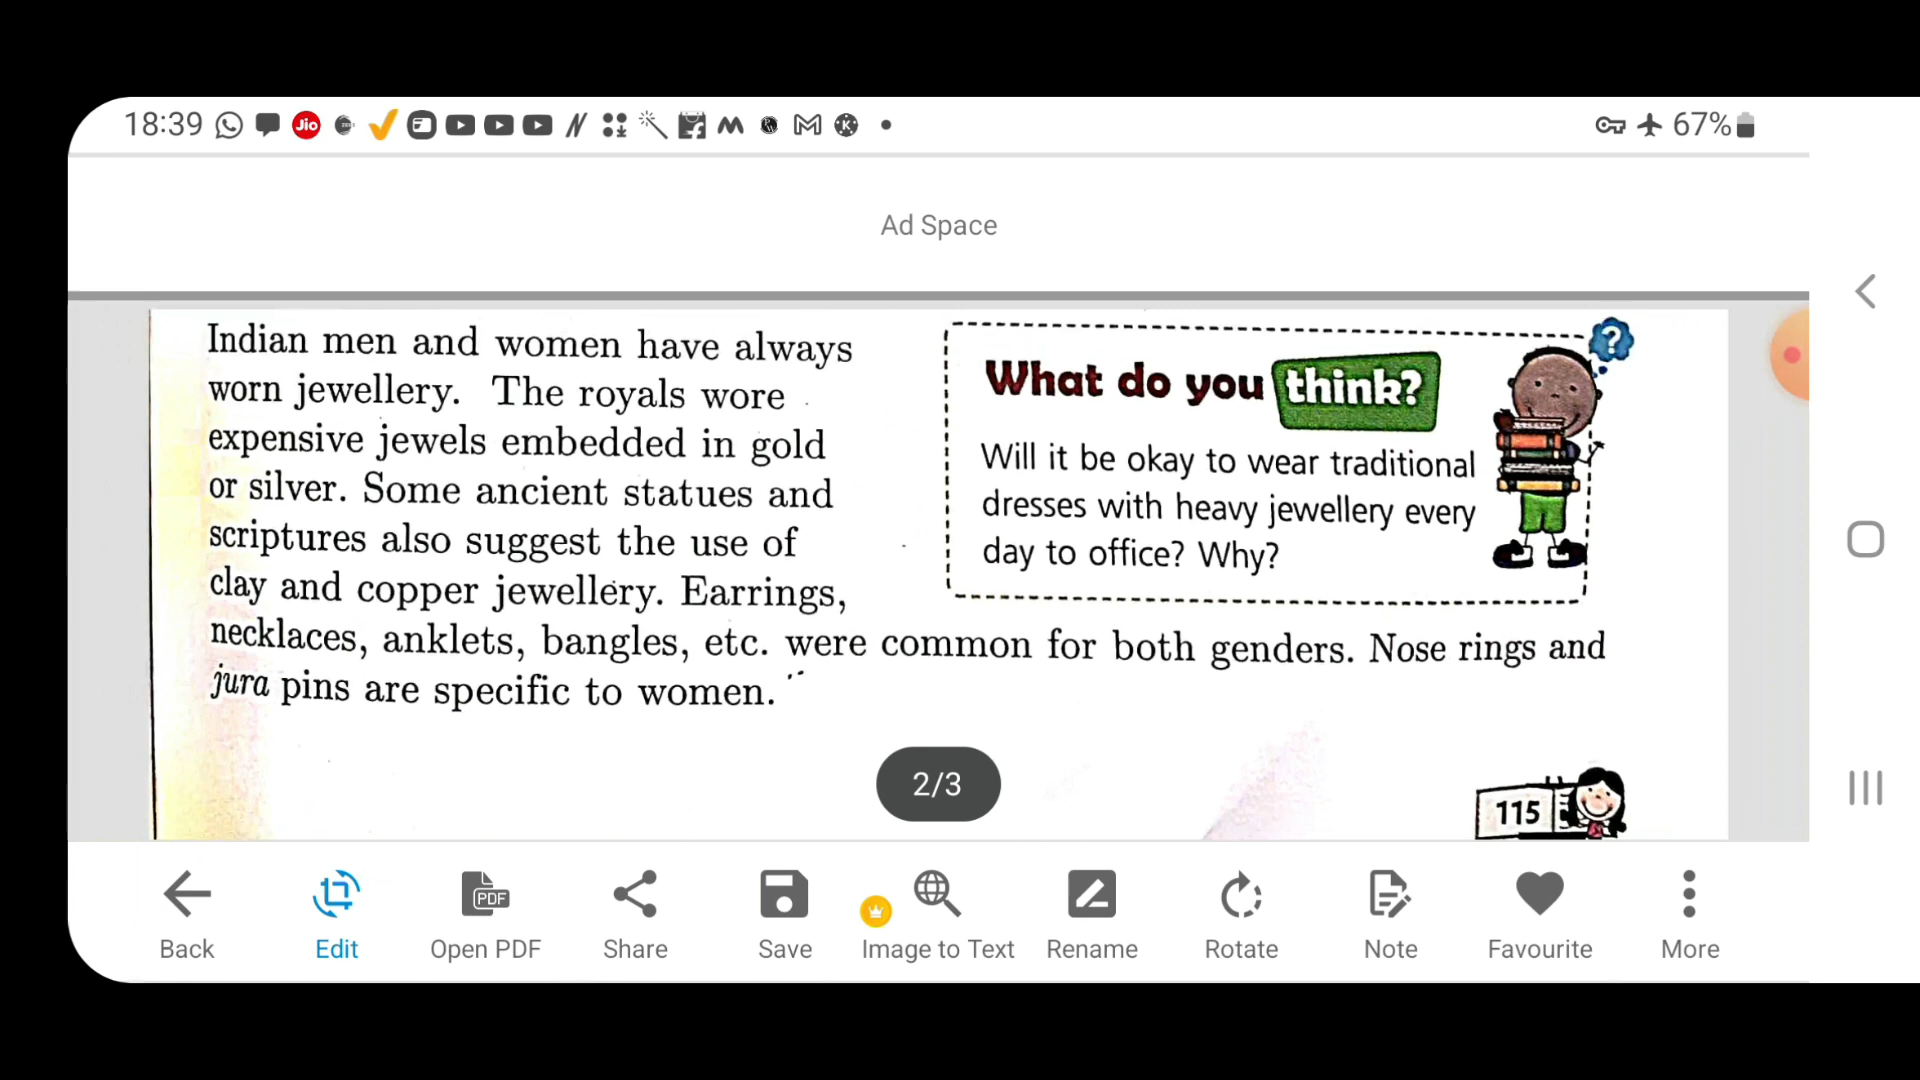 18:39
Jio
67%
Ad Space
Indian men and women have always
worn jewellery. The royals wore
expensive jewels embedded in gold
or silver. Some ancient statues and
scriptures also suggest the use of
clay and copper jewellery. Earrings,
necklaces, anklets, bangles, etc. were common for both genders. Nose rings and
jura pins are specific to women.
What do you think?
?
Will it be okay to wear traditional
dresses with heavy jewellery every
day to office? Why?
2/3
115
Back
Edit
PDF
Open PDF
Share
Save
Image to Text
Rename
Rotate
Note
Favourite
More